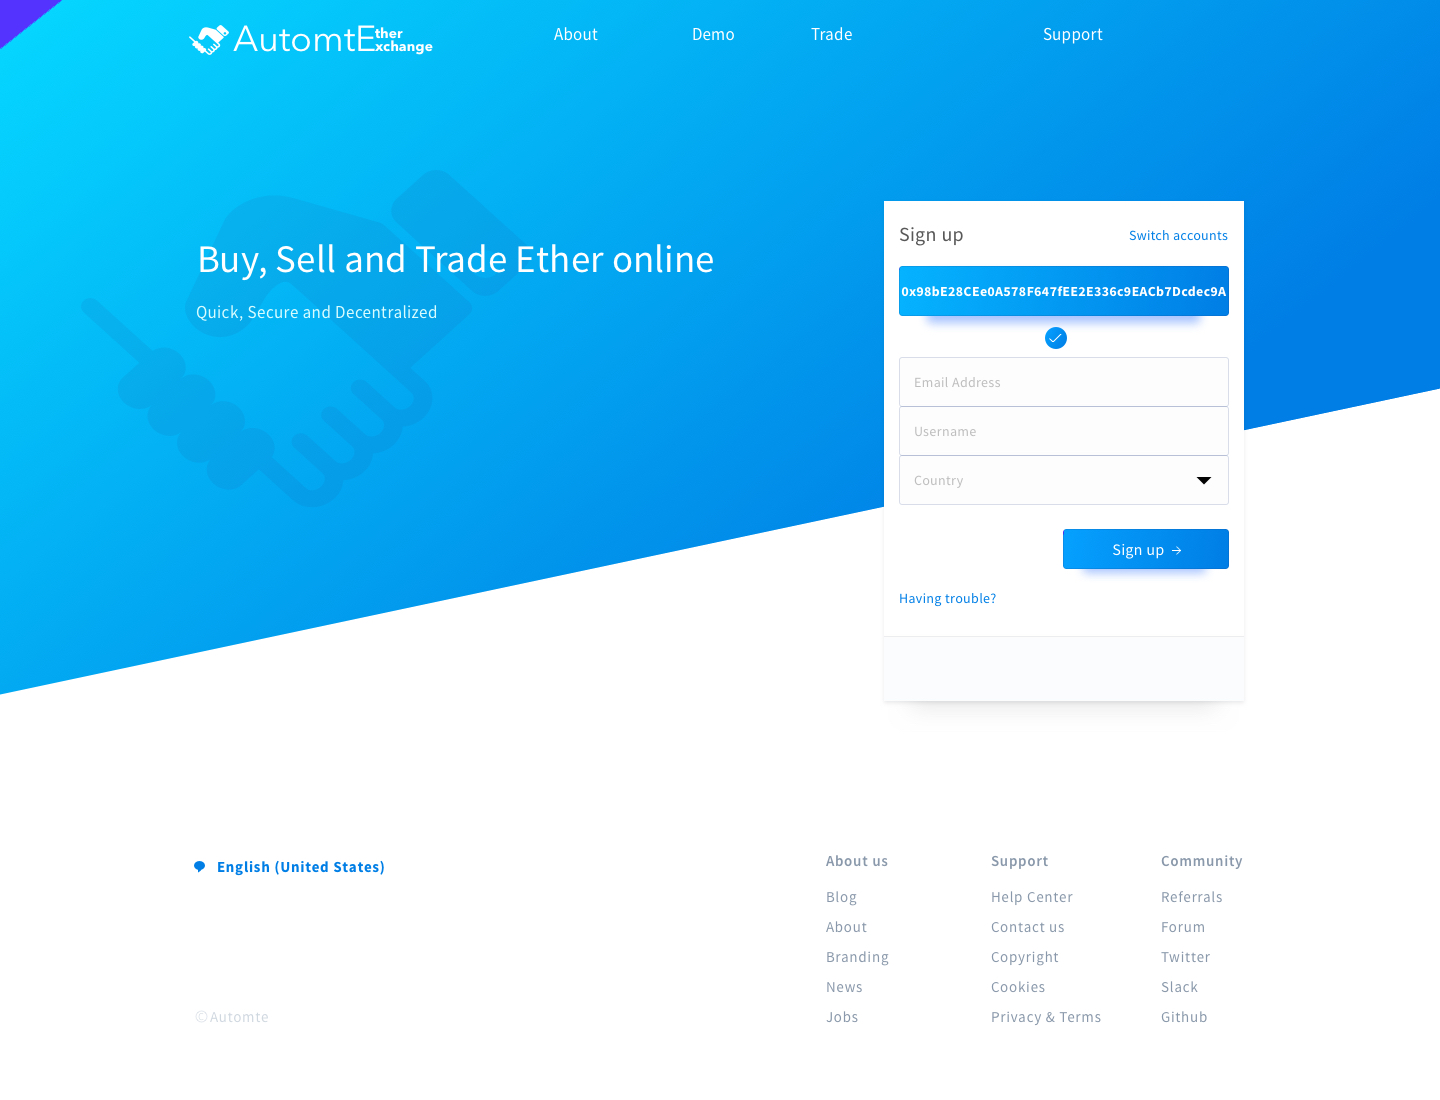 AutomtEther xchange
About
Demo
Trade
Support
Buy, Sell and Trade Ether online
Quick, Secure and Decentralized
Sign up
Switch accounts
0x98bE28CEe0A578F647fEE2E336c9EACb7Dcdec9A
Email Address
Username
Country
Sign up →
Having trouble?
English (United States)
© Automte
About us
Blog
About
Branding
News
Jobs
Support
Help Center
Contact us
Copyright
Cookies
Privacy & Terms
Community
Referrals
Forum
Twitter
Slack
Github